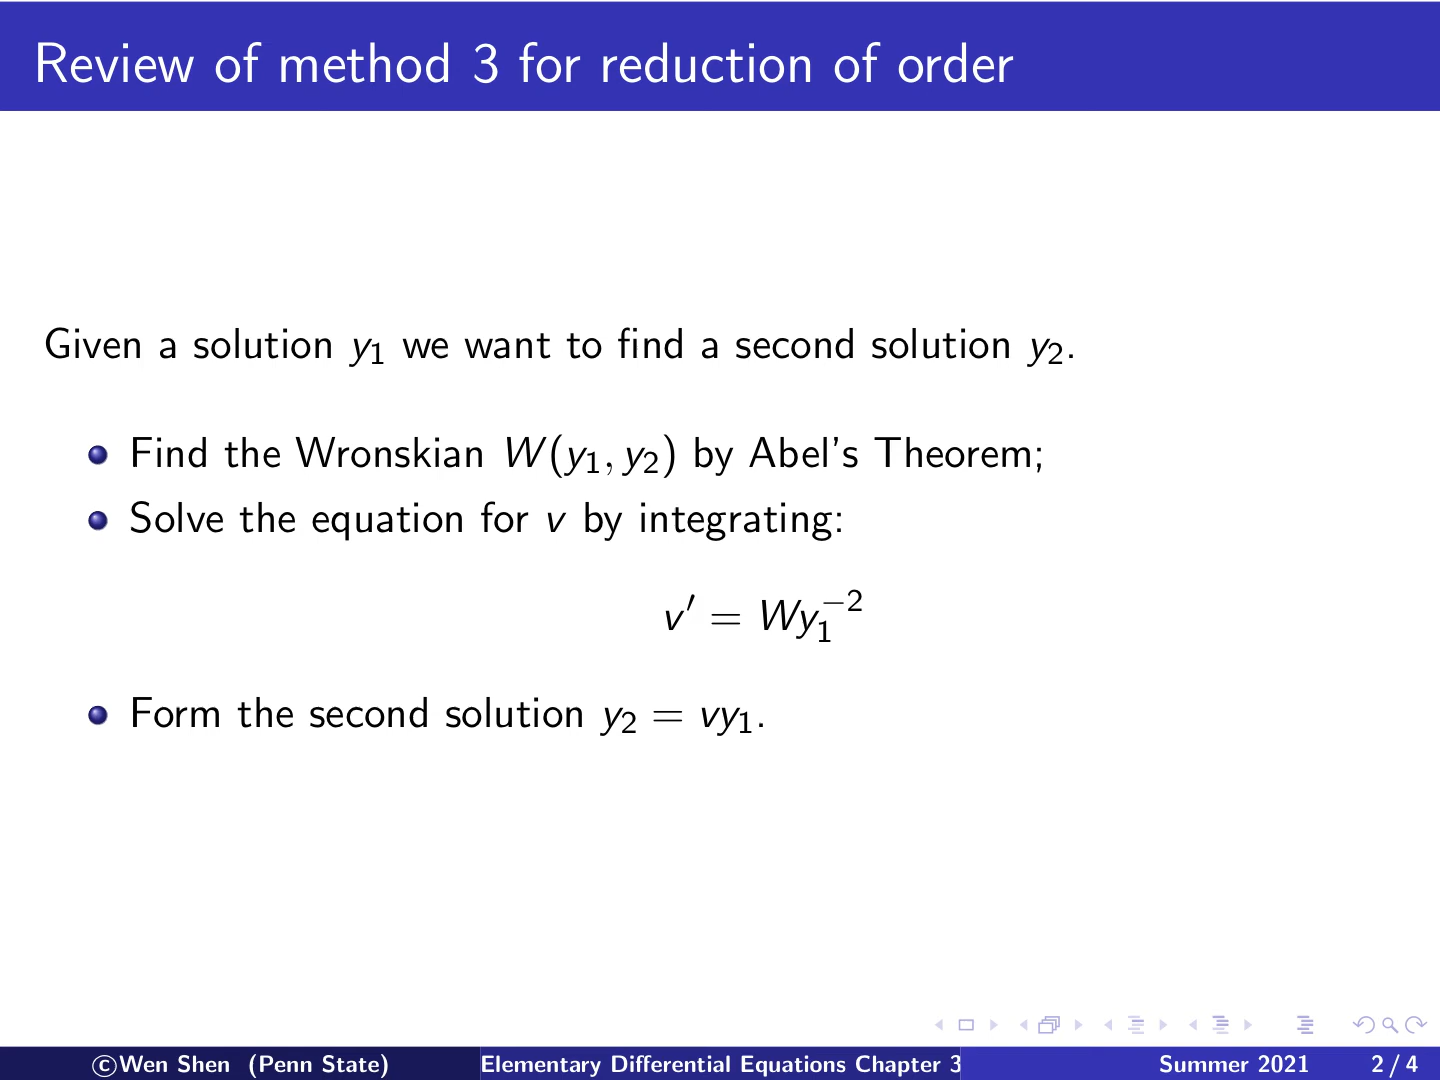 Review of method 3 for reduction of order
Given a solution y₁ we want to find a second solution y₂.
Find the Wronskian W(y₁, y₂) by Abel's Theorem;
Solve the equation for v by integrating:
v′ = Wy₁⁻²
Form the second solution y₂ = vy₁.
©Wen Shen (Penn State) Elementary Differential Equations Chapter 3 Summer 2021 2 / 4